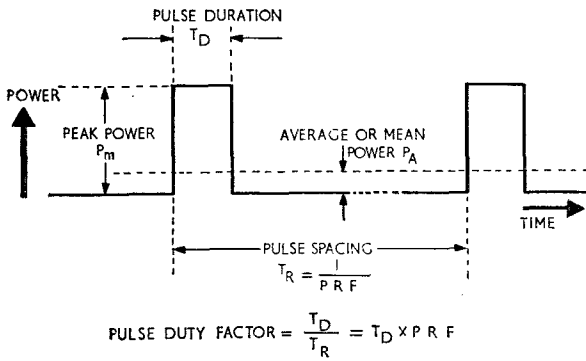 PULSE DURATION
T_D
POWER
PEAK POWER
P_m
AVERAGE OR MEAN
POWER P_A
TIME
PULSE SPACING
T_R = 1/PRF
PULSE DUTY FACTOR = T_D/T_R = T_D × PRF